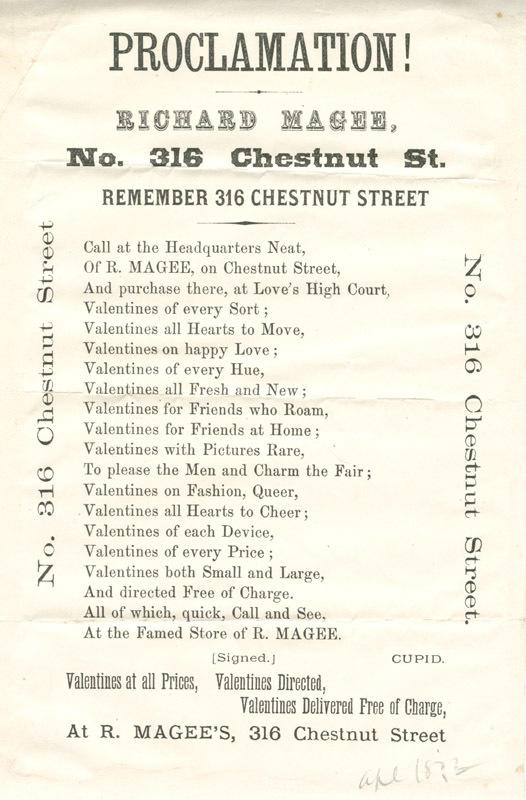 PROCLAMATION!
RICHARD MAGEE,
No. 316 Chestnut St.
REMEMBER 316 CHESTNUT STREET
No. 316 Chestnut Street
Call at the Headquarters Neat,
Of R. MAGEE, on Chestnut Street,
And purchase there, at Love's High Court,
Valentines of every Sort;
Valentines all Hearts to Move,
Valentines on happy Love;
Valentines of every Hue,
Valentines all Fresh and New;
Valentines for Friends who Roam,
Valentines for Friends at Home;
Valentines with Pictures Rare,
To please the Men and Charm the Fair;
Valentines on Fashion, Queer,
Valentines all Hearts to Cheer;
Valentines of each Device,
Valentines of every Price;
Valentines both Small and Large,
And directed Free of Charge.
All of which, quick, Call and See,
At the Famed Store of R. MAGEE.
No. 316 Chestnut Street.
[Signed.] CUPID.
Valentines at all Prices, Valentines Directed,
Valentines Delivered Free of Charge,
At R. MAGEE'S, 316 Chestnut Street